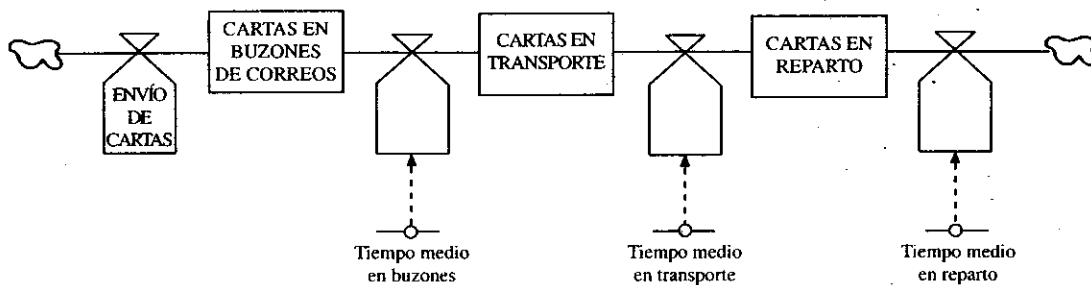 ENVÍO
DE
CARTAS
CARTAS EN
BUZONES
DE CORREOS
CARTAS EN
TRANSPORTE
CARTAS EN
REPARTO
Tiempo medio
en buzones
Tiempo medio
en transporte
Tiempo medio
en reparto